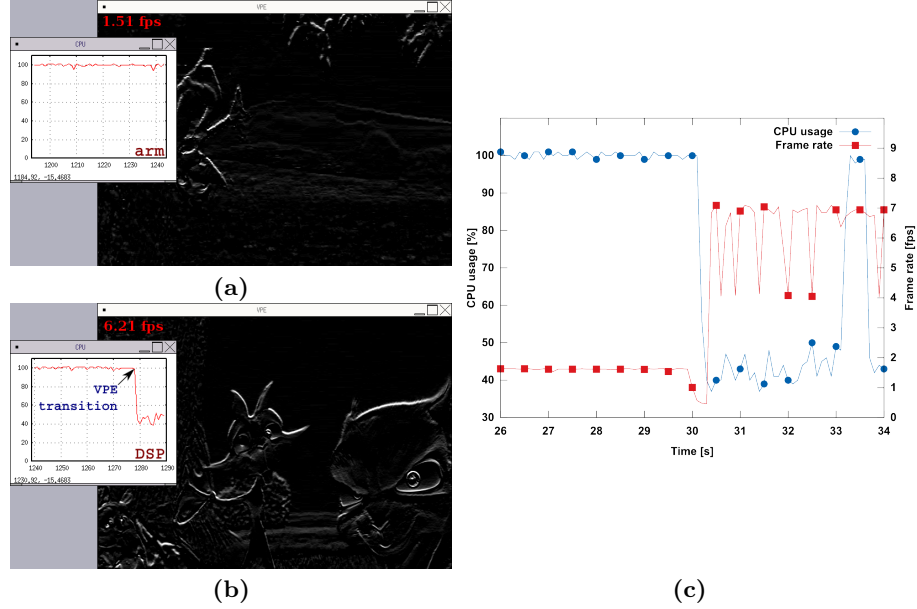 VPE
1.51 fps
CPU
100
80
60
40
20
0
1200 1210 1220 1230 1240
arm
1184.92, -15.4683
(a)
VPE
6.21 fps
CPU
100
80
60
40
20
0
VPE
transition
DSP
1240 1250 1260 1270 1280 1290
1230.92, -15.4683
(b)
CPU usage
Frame rate
CPU usage [%]
100
90
80
70
60
50
40
30
Frame rate [fps]
9
8
7
6
5
4
3
2
1
0
26 27 28 29 30 31 32 33 34
Time [s]
(c)